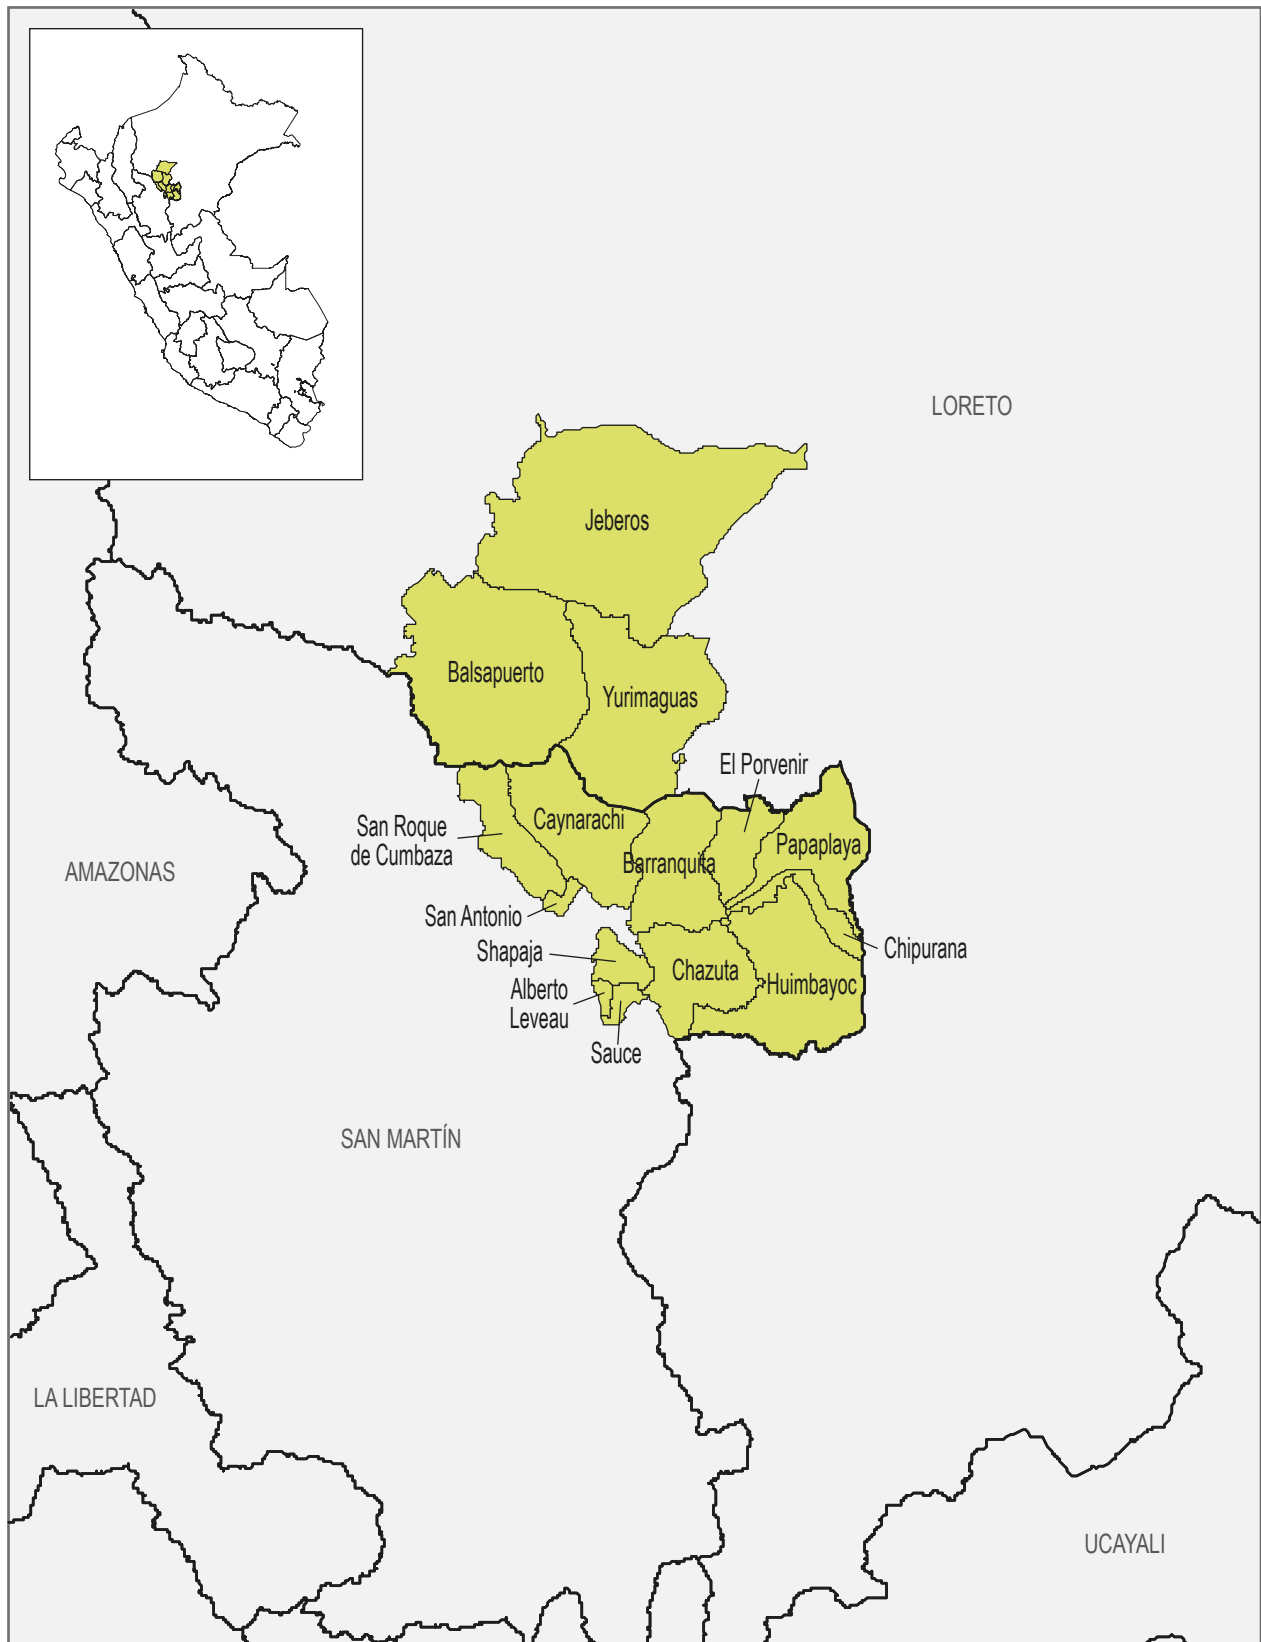 LORETO
Jeberos
Balsapuerto
Yurimaguas
El Porvenir
Caynarachi
San Roque
de Cumbaza
Papaplaya
Barranquita
AMAZONAS
San Antonio
Chipurana
Shapaja
Chazuta
Huimbayoc
Alberto
Leveau
Sauce
SAN MARTÍN
LA LIBERTAD
UCAYALI